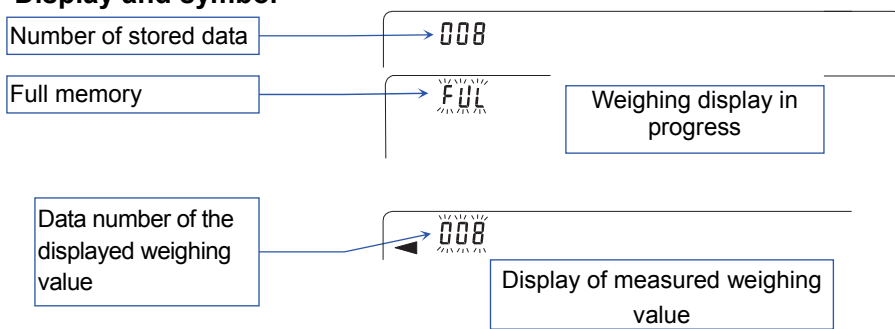 Display and symbol
Number of stored data
008
Full memory
FUL
Weighing display in
progress
Data number of the
displayed weighing
value
008
Display of measured weighing
value